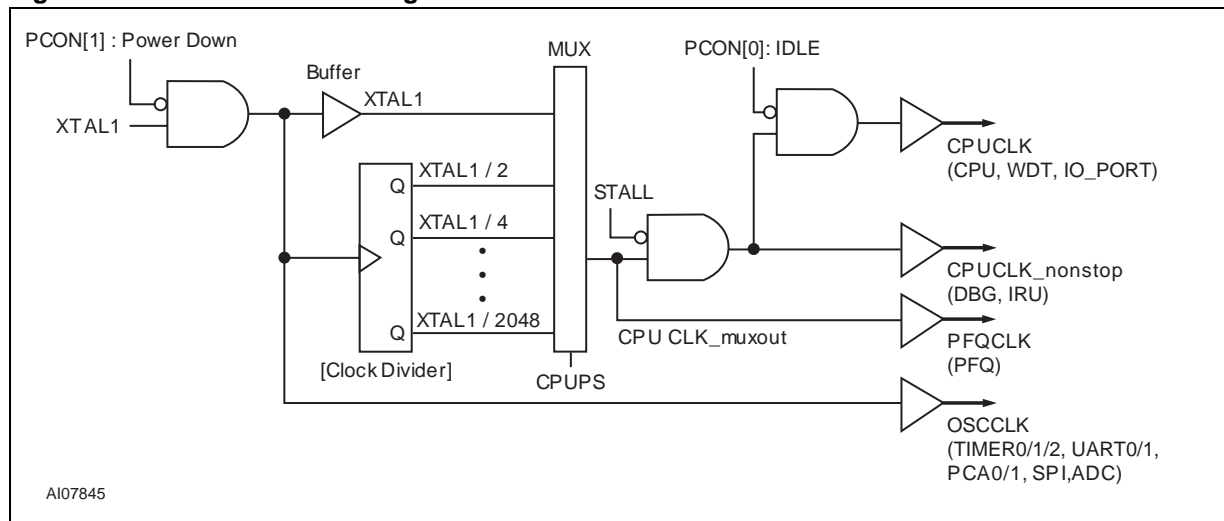 PCON[1] : Power Down
XTAL1
Buffer
XTAL1
MUX
PCON[0]: IDLE
CPUCLK
(CPU, WDT, IO_PORT)
Q
XTAL1 / 2
Q
XTAL1 / 4
Q
XTAL1 / 2048
[Clock Divider]
STALL
CPUPS
CPU CLK_muxout
CPUCLK_nonstop
(DBG, IRU)
PFQCLK
(PFQ)
OSCCLK
(TIMER0/1/2, UART0/1,
PCA0/1, SPI,ADC)
AI07845